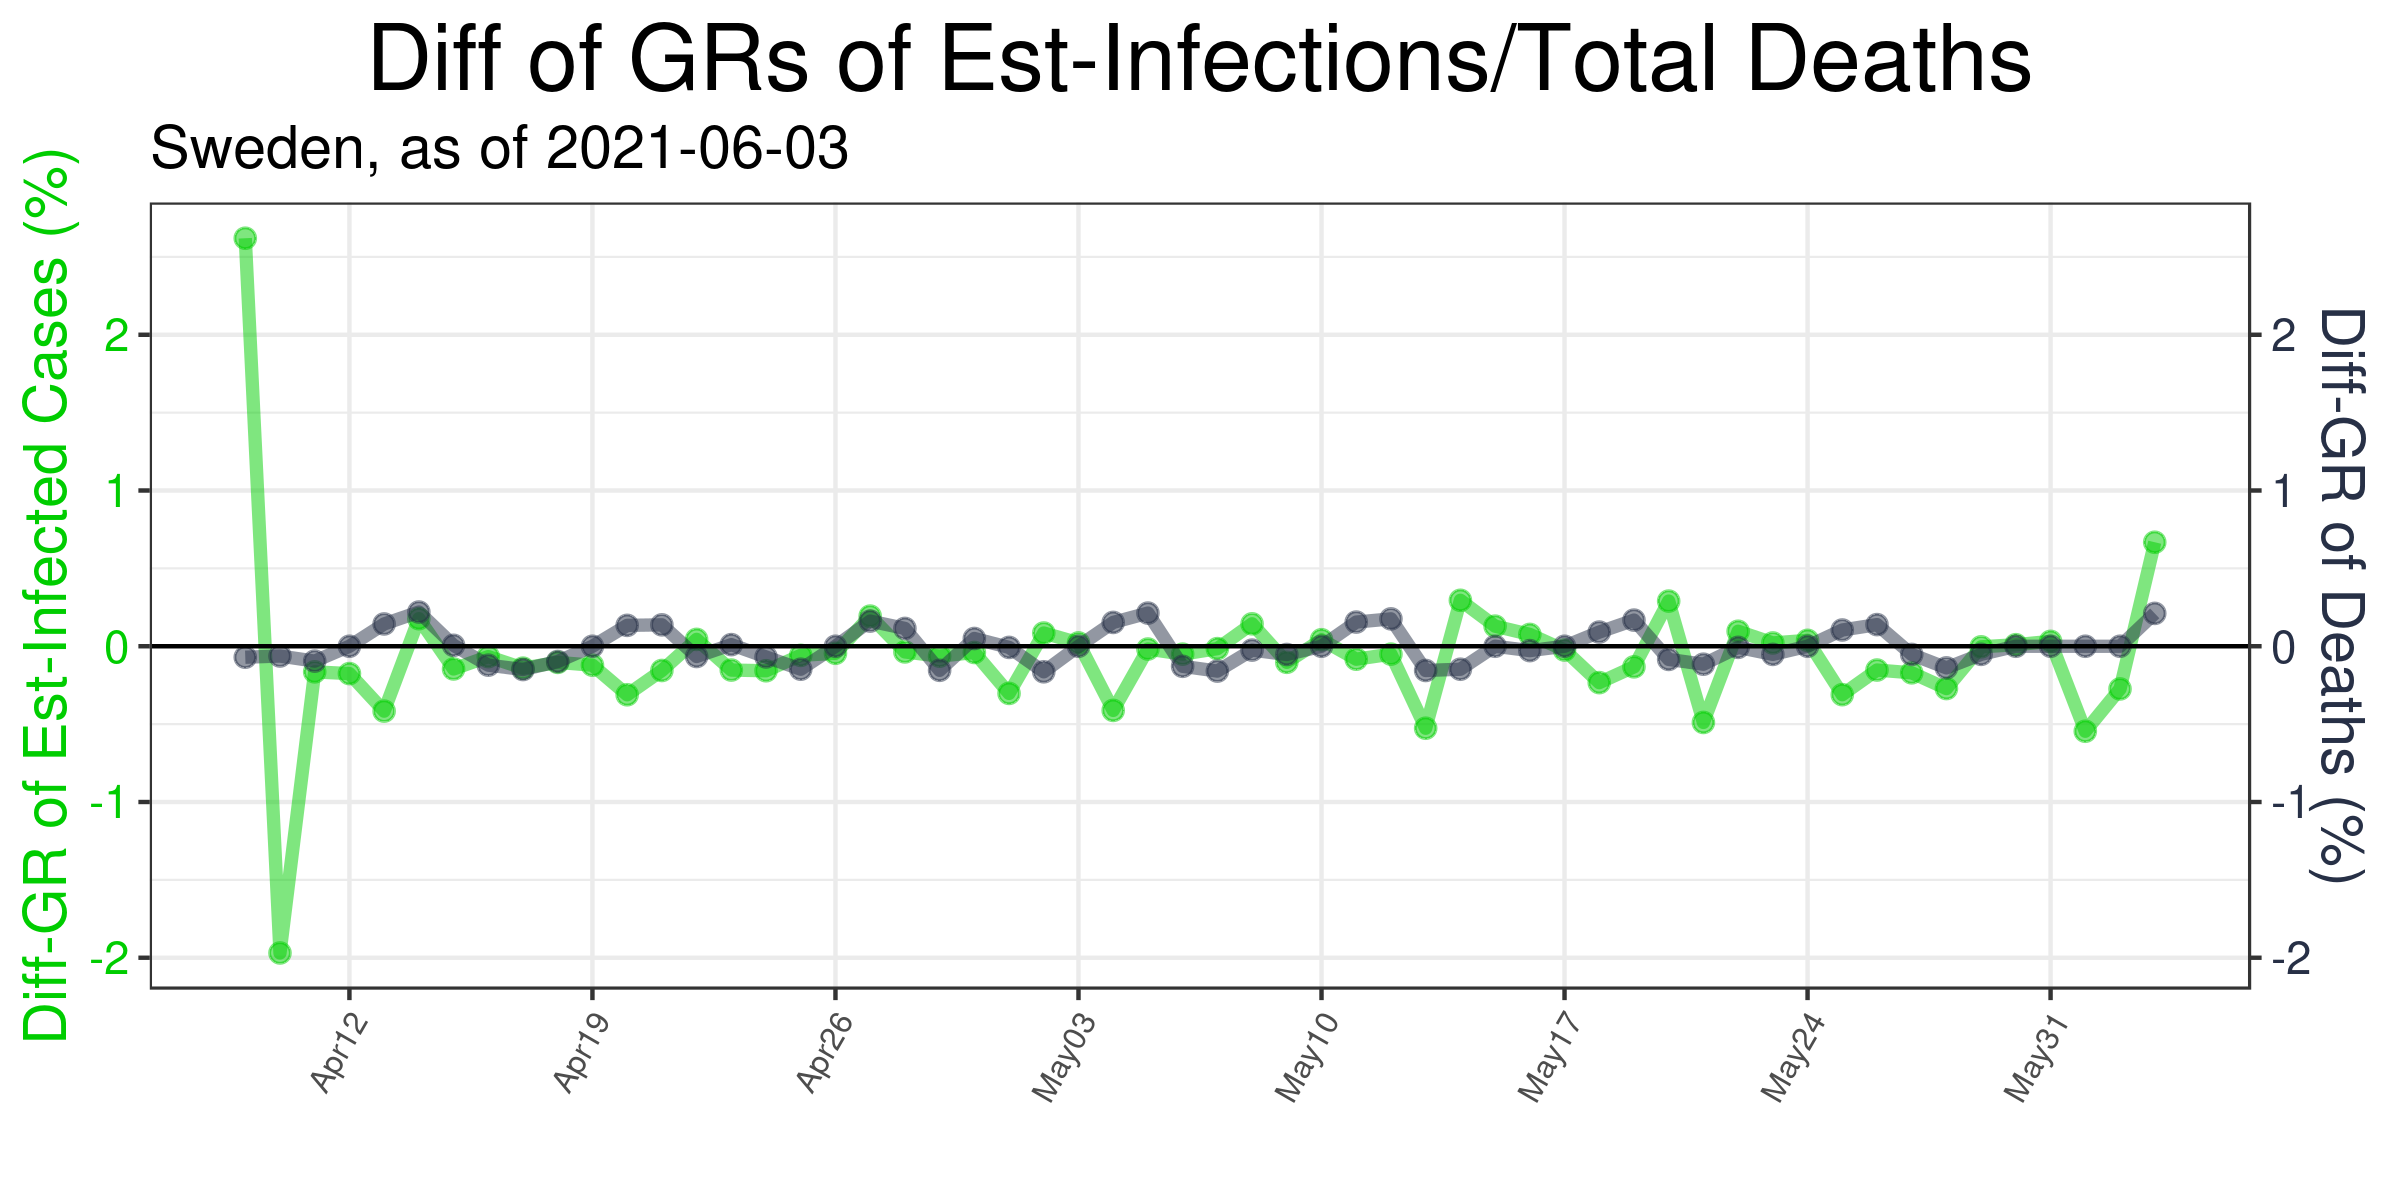 Diff of GRs of Est-Infections/Total Deaths
Sweden, as of 2021-06-03
Diff-GR of Est-Infected Cases (%)
2
1
0
-1
-2
2
1
0
-1
-2
Diff-GR of Deaths (%)
Apr12
Apr19
Apr26
May03
May10
May17
May24
May31